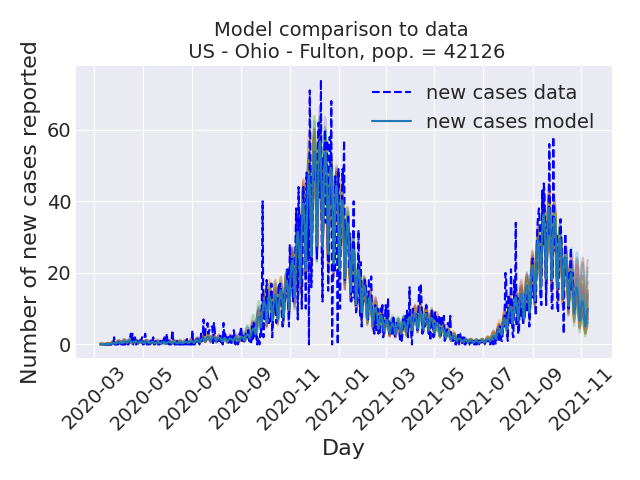 Model comparison to data
US - Ohio - Fulton, pop. = 42126
Number of new cases reported
60
40
20
0
new cases data
new cases model
2020-03
2020-05
2020-07
2020-09
2020-11
2021-01
2021-03
2021-05
2021-07
2021-09
2021-11
Day